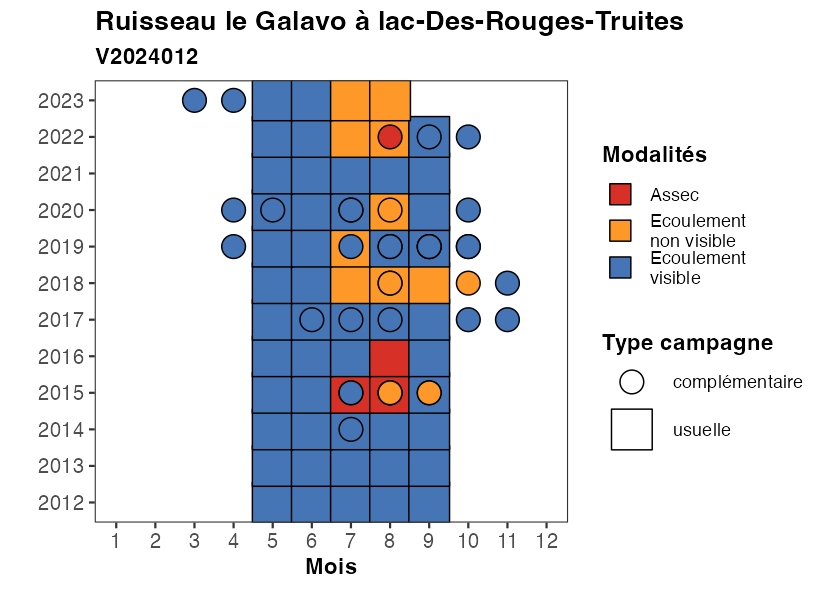 Ruisseau le Galavo à lac-Des-Rouges-Truites
V2024012
2023
2022
2021
2020
2019
2018
2017
2016
2015
2014
2013
2012
1 2 3 4 5 6 7 8 9 10 11 12
Mois
Modalités
Assec
Ecoulement
non visible
Ecoulement
visible
Type campagne
complémentaire
usuelle